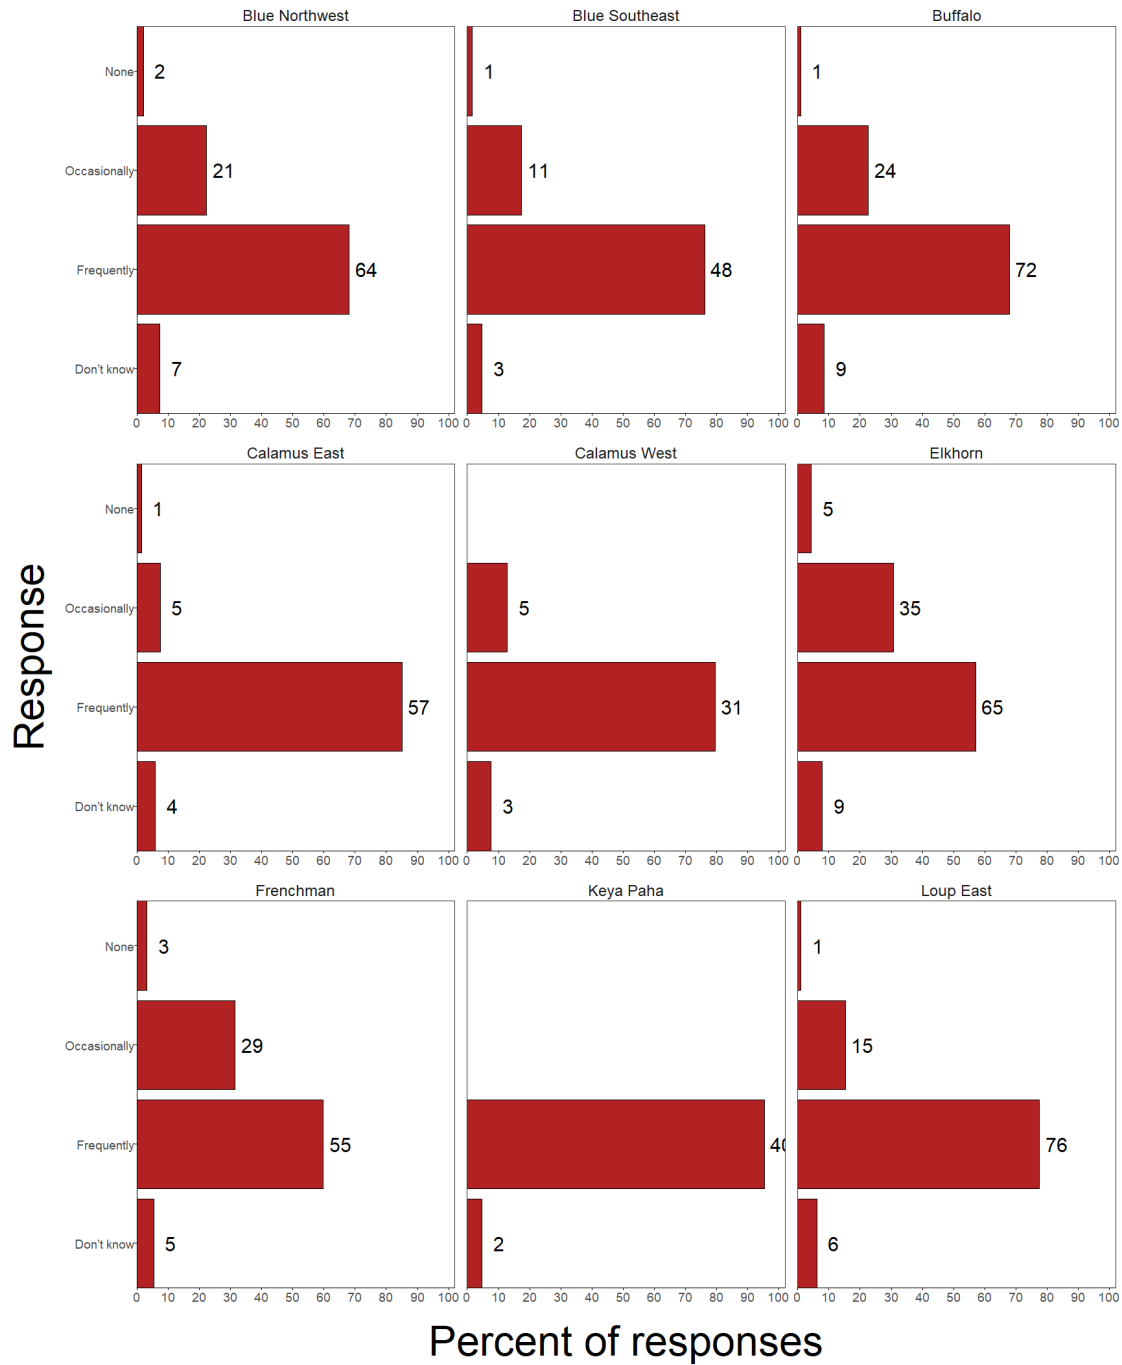 Blue Northwest Blue Southeast Buffalo
None 2 1 1
Occasionally 21 11 24
Frequently 64 48 72
Don't know 7 3 9
0 10 20 30 40 50 60 70 80 90 100 0 10 20 30 40 50 60 70 80 90 100 0 10 20 30 40 50 60 70 80 90 100
Calamus East Calamus West Elkhorn
None 1 5
Occasionally 5 5 35
Frequently 57 31 65
Don't know 4 3 9
0 10 20 30 40 50 60 70 80 90 100 0 10 20 30 40 50 60 70 80 90 100 0 10 20 30 40 50 60 70 80 90 100
Frenchman Keya Paha Loup East
None 3 1
Occasionally 29 15
Frequently 55 40 76
Don't know 5 2 6
0 10 20 30 40 50 60 70 80 90 100 0 10 20 30 40 50 60 70 80 90 100 0 10 20 30 40 50 60 70 80 90 100
Response
Percent of responses